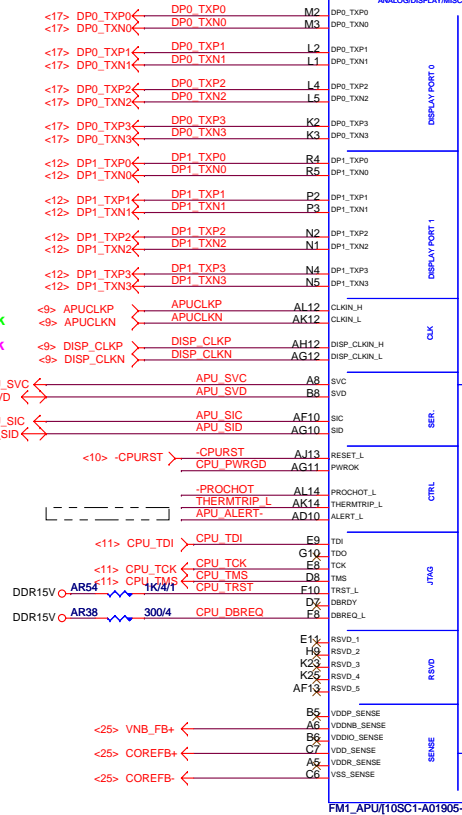 ANALOG/DISPLAY/MISC
<17> DP0_TXP0 DP0_TXP0 M2 DP0_TXP0
<17> DP0_TXN0 DP0_TXN0 M3 DP0_TXN0
<17> DP0_TXP1 DP0_TXP1 L2 DP0_TXP1
<17> DP0_TXN1 DP0_TXN1 L1 DP0_TXN1
<17> DP0_TXP2 DP0_TXP2 L4 DP0_TXP2
<17> DP0_TXN2 DP0_TXN2 L5 DP0_TXN2
<17> DP0_TXP3 DP0_TXP3 K2 DP0_TXP3
<17> DP0_TXN3 DP0_TXN3 K3 DP0_TXN3
DISPLAY PORT 0
<12> DP1_TXP0 DP1_TXP0 R4 DP1_TXP0
<12> DP1_TXN0 DP1_TXN0 R5 DP1_TXN0
<12> DP1_TXP1 DP1_TXP1 P2 DP1_TXP1
<12> DP1_TXN1 DP1_TXN1 P3 DP1_TXN1
<12> DP1_TXP2 DP1_TXP2 N2 DP1_TXP2
<12> DP1_TXN2 DP1_TXN2 N1 DP1_TXN2
<12> DP1_TXP3 DP1_TXP3 N4 DP1_TXP3
<12> DP1_TXN3 DP1_TXN3 N5 DP1_TXN3
DISPLAY PORT 1
<9> APUCLKP APUCLKP AL12 CLKIN_H
<9> APUCLKN APUCLKN AK12 CLKIN_L
<9> DISP_CLKP DISP_CLKP AH12 DISP_CLKIN_H
<9> DISP_CLKN DISP_CLKN AG12 DISP_CLKIN_L
CLK
_SVC APU_SVC A8 SVC
VD APU_SVD B8 SVD
_SIC APU_SIC AF10 SIC
_SID APU_SID AG10 SID
SER.
<10> -CPURST -CPURST AJ13 RESET_L
CPU_PWRGD AG11 PWROK
-PROCHOT AL14 PROCHOT_L
THERMTRIP_L AK14 THERMTRIP_L
APU_ALERT- AD10 ALERT_L
CTRL
<11> CPU_TDI CPU_TDI E9 TDI
G10 TDO
<11> CPU_TCK CPU_TCK E8 TCK
<11> CPU_TMS CPU_TMS D8 TMS
DDR15V AR54 1K/4/1 CPU_TRST F10 TRST_L
D7 DBRDY
DDR15V AR38 300/4 CPU_DBREQ F8 DBREQ_L
JTAG
E11 RSVD_1
H9 RSVD_2
K23 RSVD_3
K25 RSVD_4
AF13 RSVD_5
RSVD
B5 VDDP_SENSE
<25> VNB_FB+ A6 VDDNB_SENSE
B6 VDDIO_SENSE
<25> COREFB+ C7 VDD_SENSE
A5 VDDR_SENSE
<25> COREFB- C6 VSS_SENSE
SENSE
FM1_APU/[10SC1-A01905-